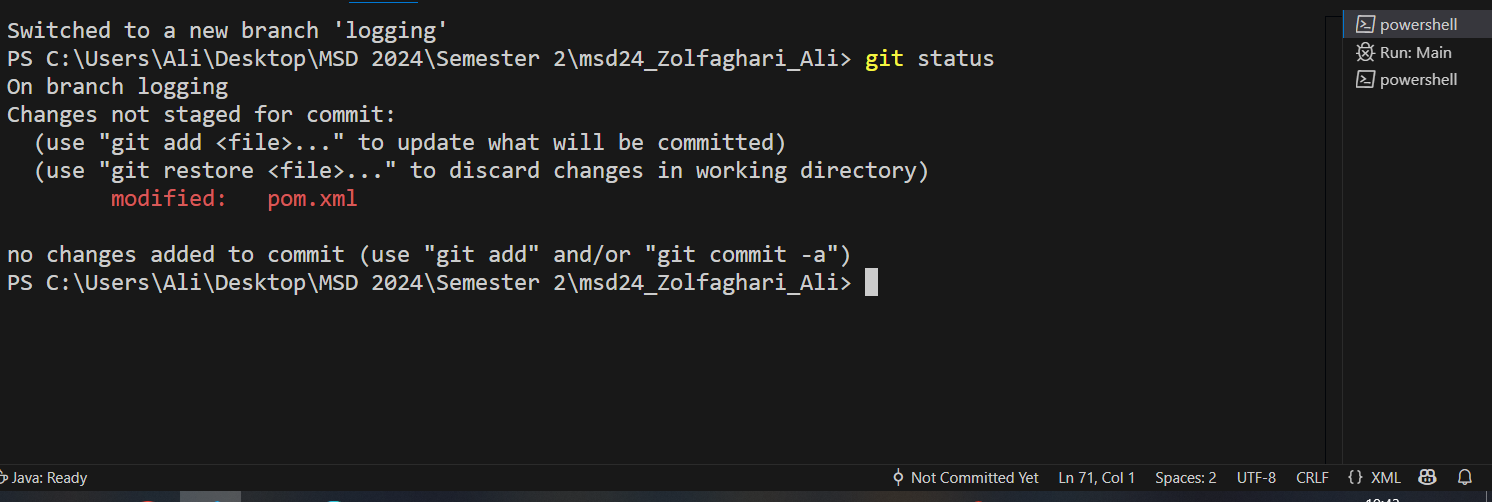 Switched to a new branch 'logging'
PS C:\Users\Ali\Desktop\MSD 2024\Semester 2\msd24_Zolfaghari_Ali> git status
On branch logging
Changes not staged for commit:
  (use "git add <file>..." to update what will be committed)
  (use "git restore <file>..." to discard changes in working directory)
        modified:   pom.xml

no changes added to commit (use "git add" and/or "git commit -a")
PS C:\Users\Ali\Desktop\MSD 2024\Semester 2\msd24_Zolfaghari_Ali>
powershell
Run: Main
powershell
Java: Ready
Not Committed Yet
Ln 71, Col 1
Spaces: 2
UTF-8
CRLF
{} XML